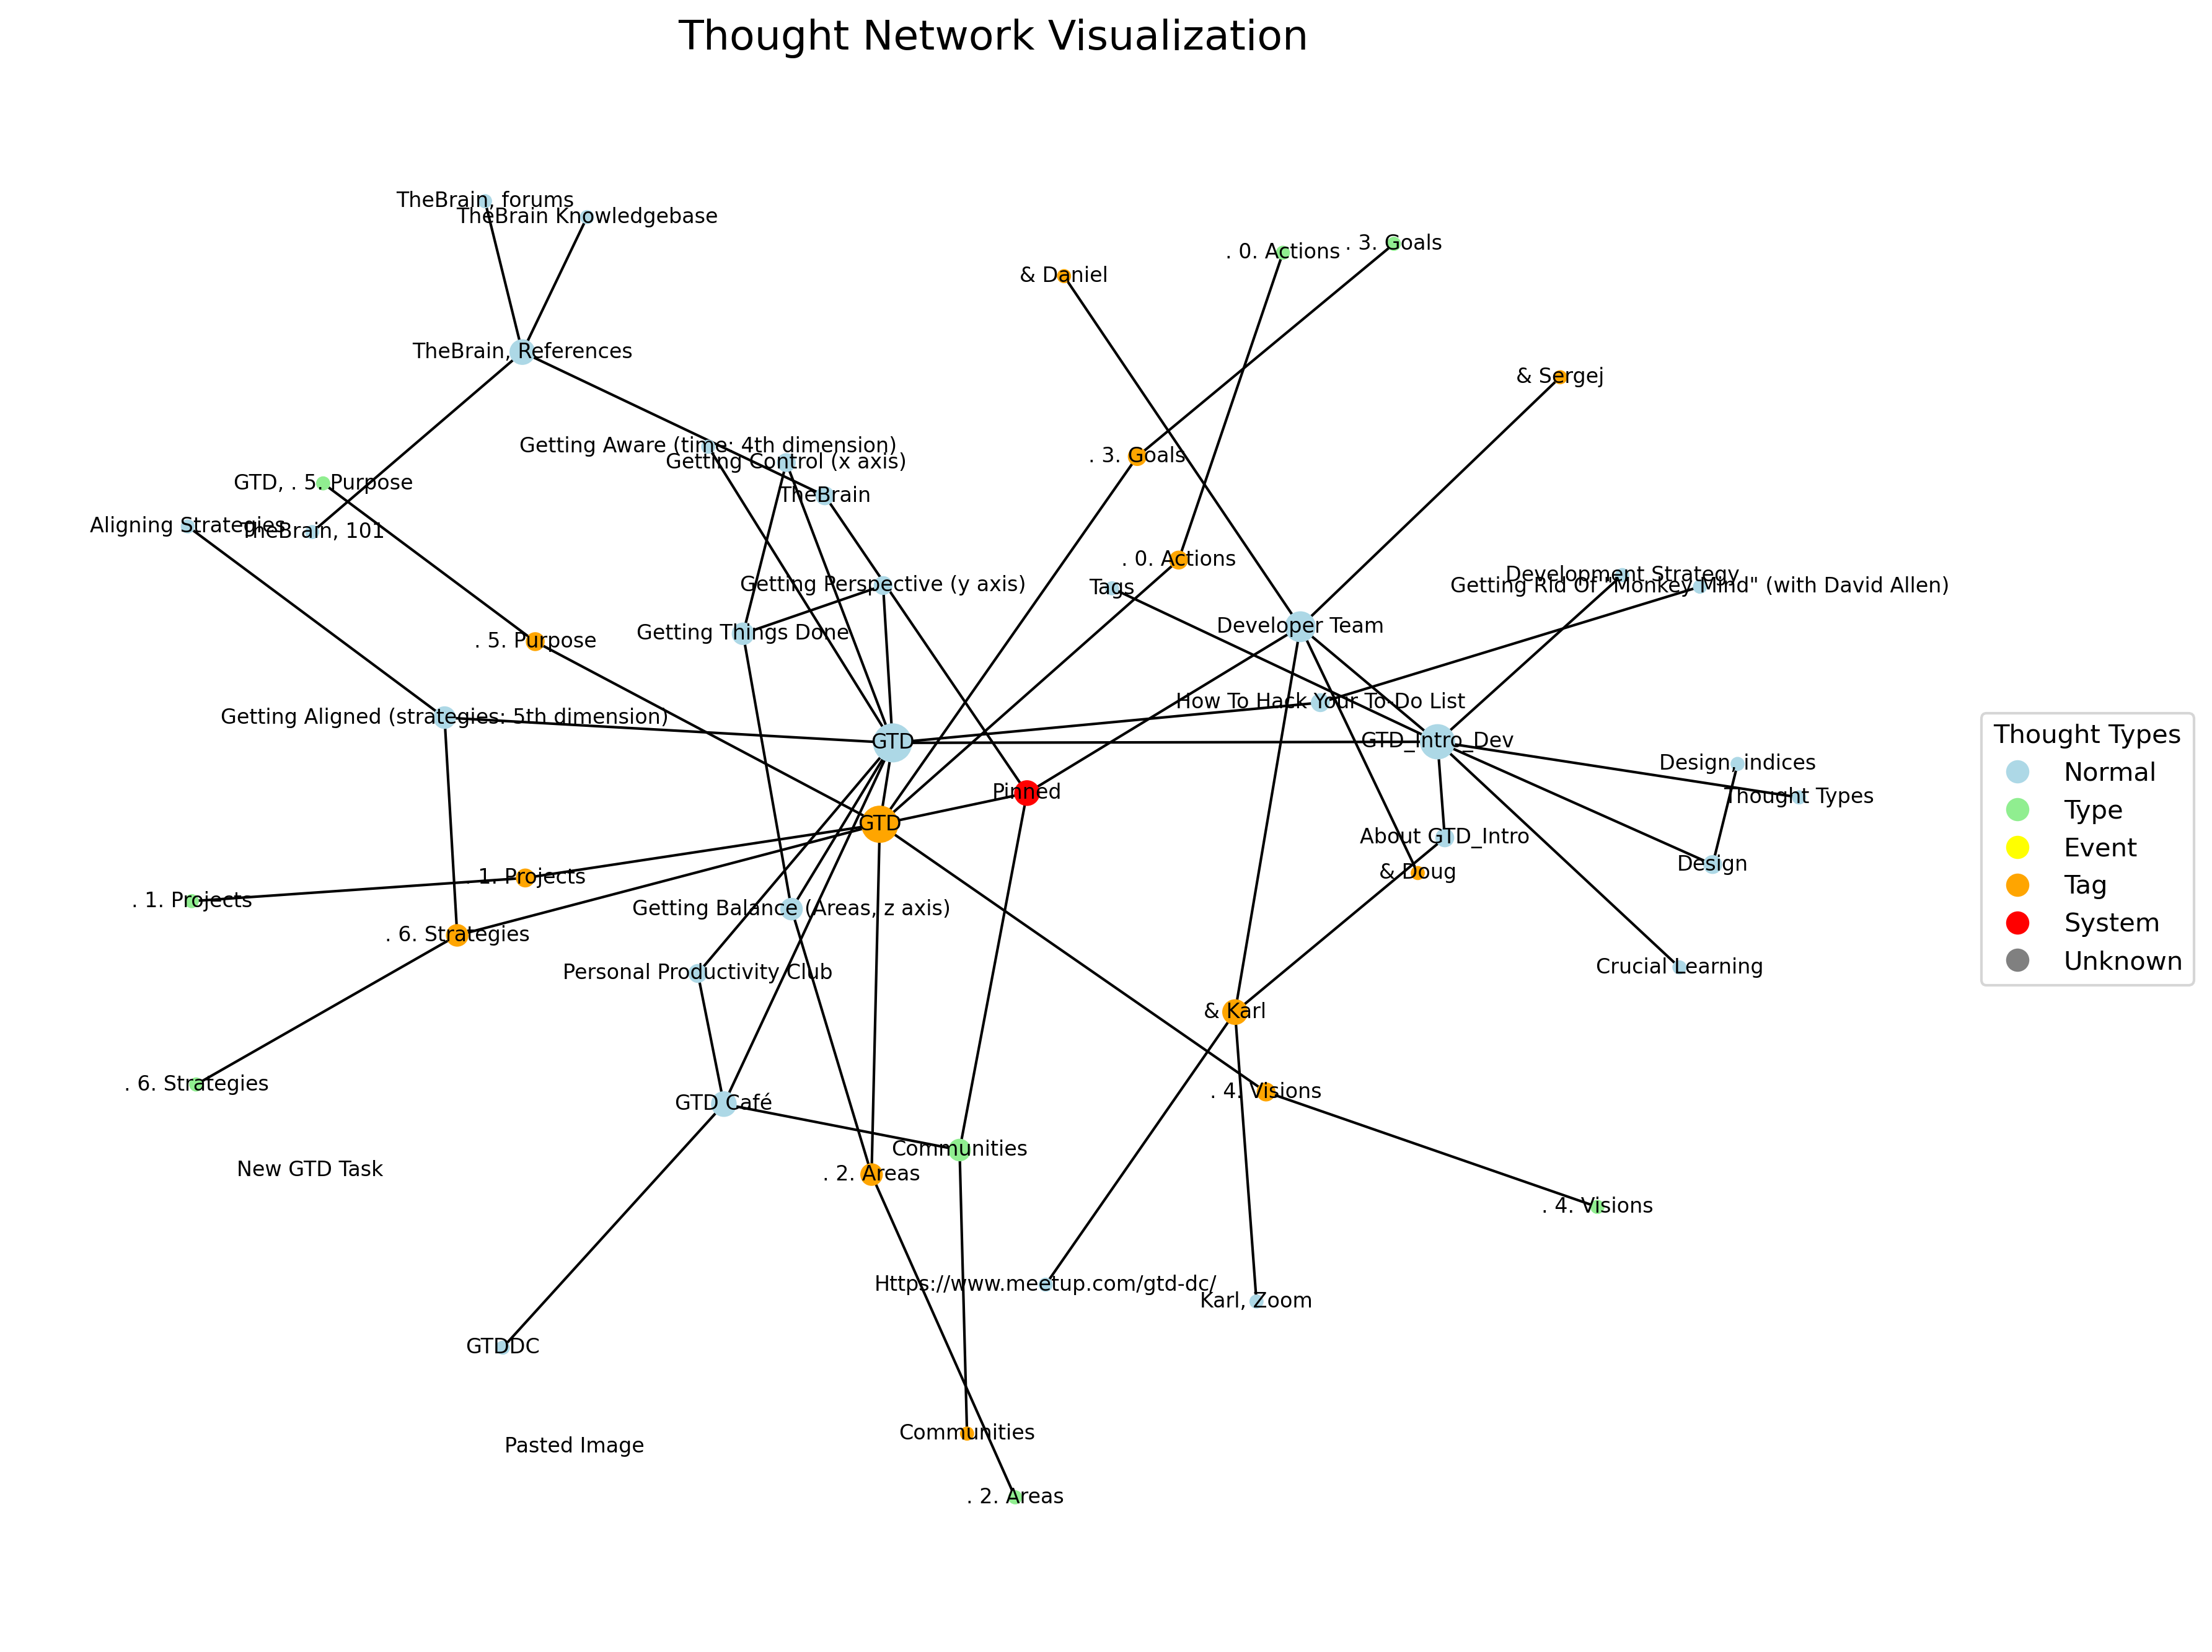 Thought Network Visualization
TheBrain, forums
TheBrain Knowledgebase
. 0. Actions
. 3. Goals
& Daniel
TheBrain, References
& Sergej
Getting Aware (time: 4th dimension)
Getting Control (x axis)
. 3. Goals
GTD, . 5. Purpose
TheBrain
Aligning Strategies
TheBrain, 101
. 0. Actions
Getting Perspective (y axis)
Tags
Development Strategy
Getting Rid Of "Monkey Mind" (with David Allen)
Getting Things Done
Developer Team
. 5. Purpose
How To Hack Your To-Do List
Getting Aligned (strategies: 5th dimension)
GTD
GTD_Intro_Dev
Thought Types
Normal
Type
Event
Tag
System
Unknown
Design, indices
Thought Types
Pinned
GTD
About GTD_Intro
Design
& Doug
. 1. Projects
. 1. Projects
Getting Balance (Areas, z axis)
. 6. Strategies
Personal Productivity Club
Crucial Learning
& Karl
. 6. Strategies
. 4. Visions
GTD Café
Communities
New GTD Task
. 2. Areas
. 4. Visions
Https://www.meetup.com/gtd-dc/
Karl, Zoom
GTDDC
Communities
Pasted Image
. 2. Areas